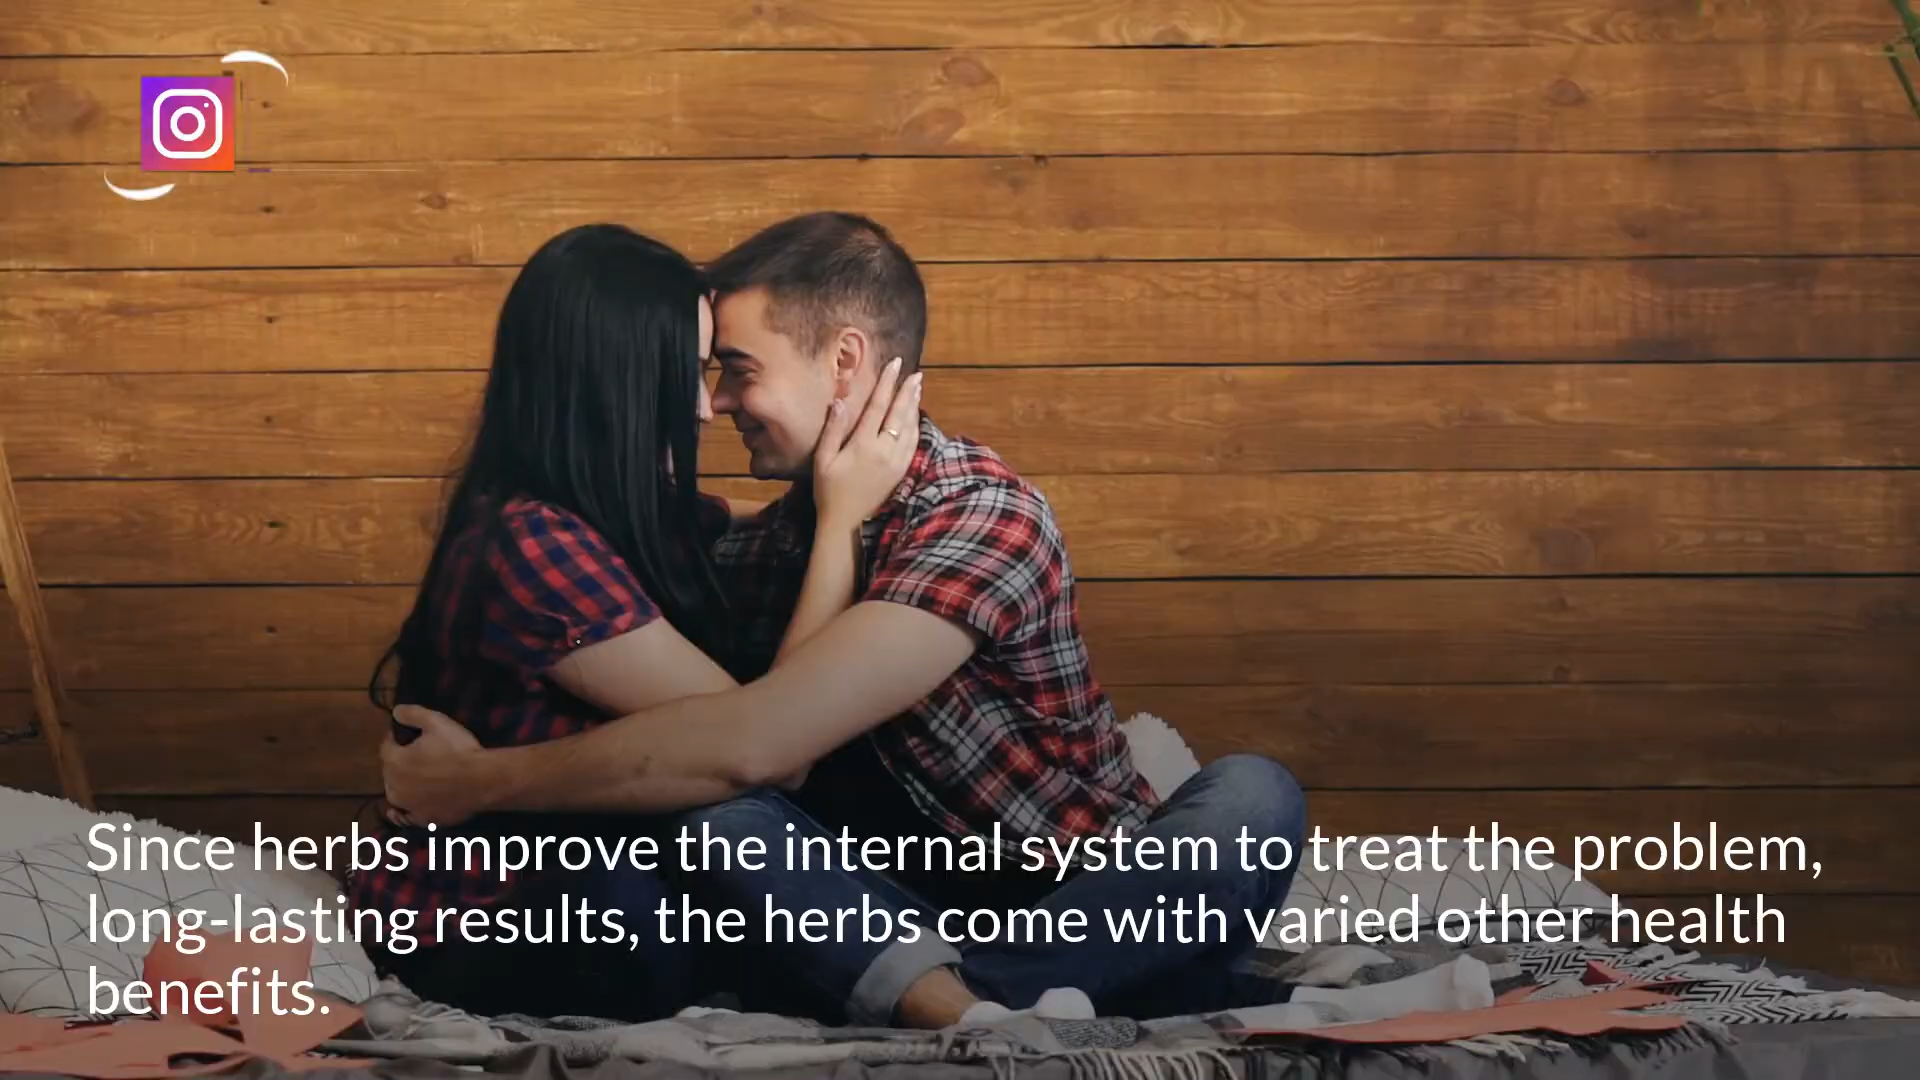 Since herbs improve the internal system to treat the problem,
long-lasting results, the herbs come with varied other health
benefits.